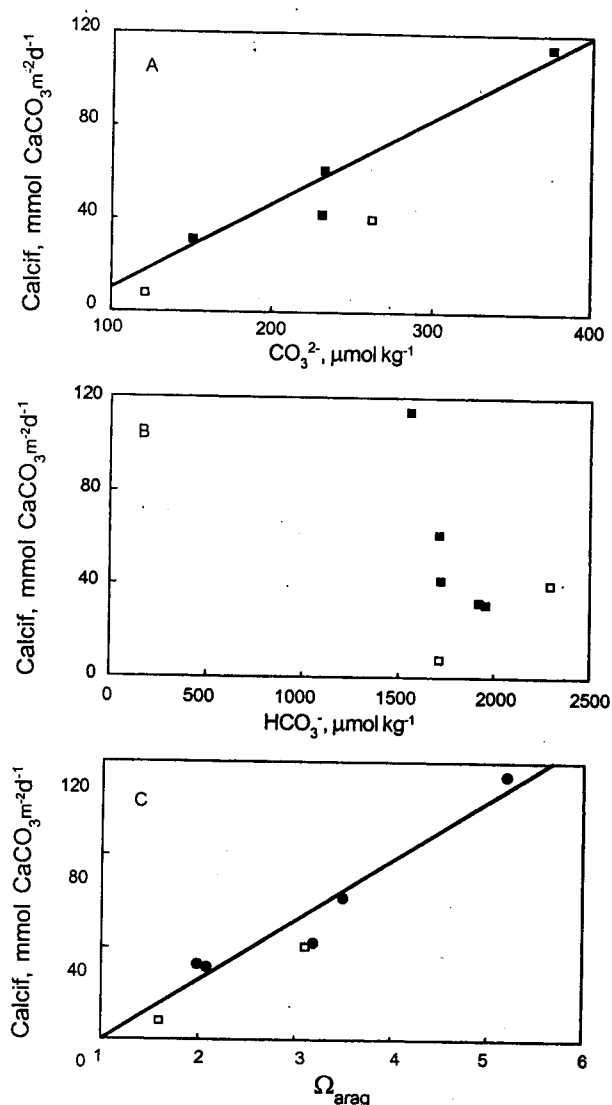 120
80
40
0
Calcif, mmol CaCO₃m⁻²d⁻¹
A
100 200 300 400
CO₃²⁻, μmol kg⁻¹
120
80
40
0
Calcif, mmol CaCO₃m⁻²d⁻¹
B
0 500 1000 1500 2000 2500
HCO₃⁻, μmol kg⁻¹
120
80
40
0
Calcif, mmol CaCO₃m⁻²d⁻¹
C
1 2 3 4 5 6
Ωarag